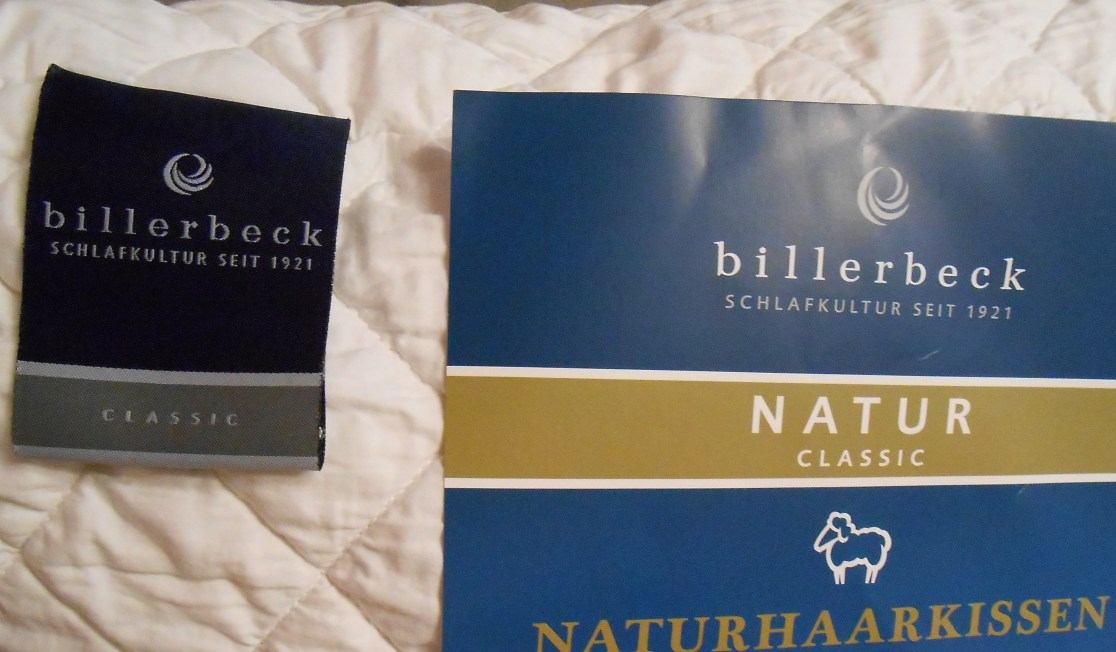 billerbeck
SCHLAFKULTUR SEIT 1921
CLASSIC
billerbeck
SCHLAFKULTUR SEIT 1921
NATUR
CLASSIC
NATURHAARKISSEN